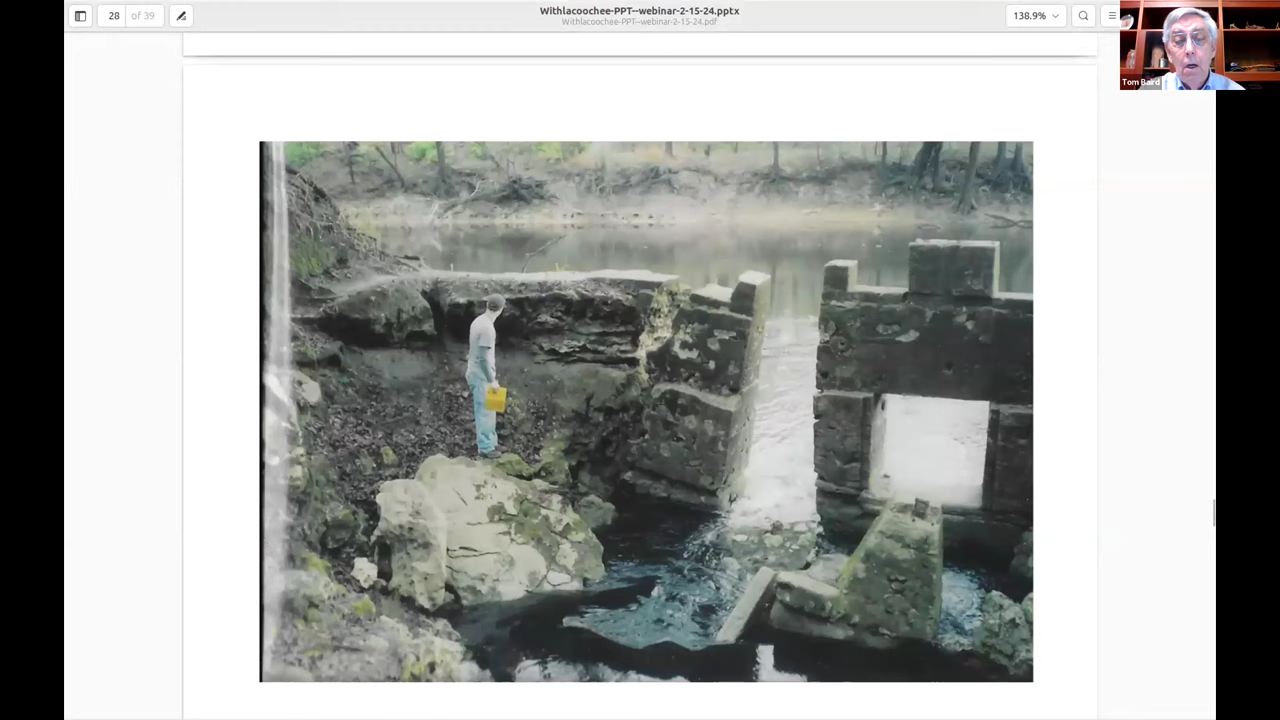 28 of 39
Withlacoochee-PPT--webinar-2-15-24.pptx
Withlacoochee-PPT--webinar-2-15-24.pdf
138.9%
Tom Baird